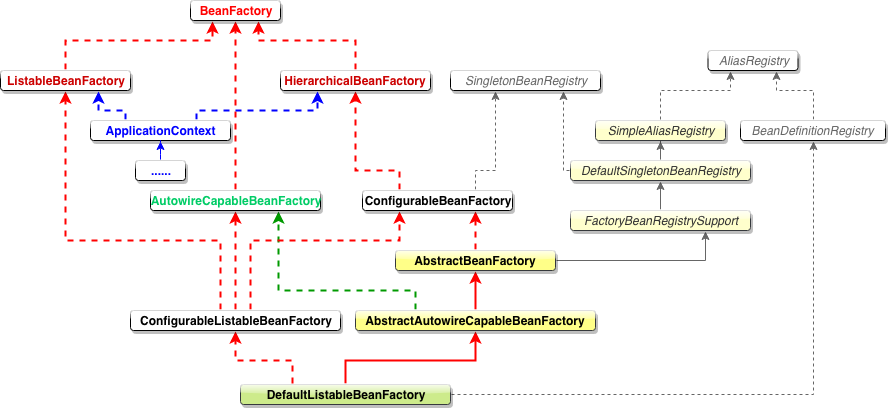 BeanFactory
AliasRegistry
ListableBeanFactory
HierarchicalBeanFactory
SingletonBeanRegistry
ApplicationContext
SimpleAliasRegistry
BeanDefinitionRegistry
......
DefaultSingletonBeanRegistry
AutowireCapableBeanFactory
ConfigurableBeanFactory
FactoryBeanRegistrySupport
AbstractBeanFactory
ConfigurableListableBeanFactory
AbstractAutowireCapableBeanFactory
DefaultListableBeanFactory